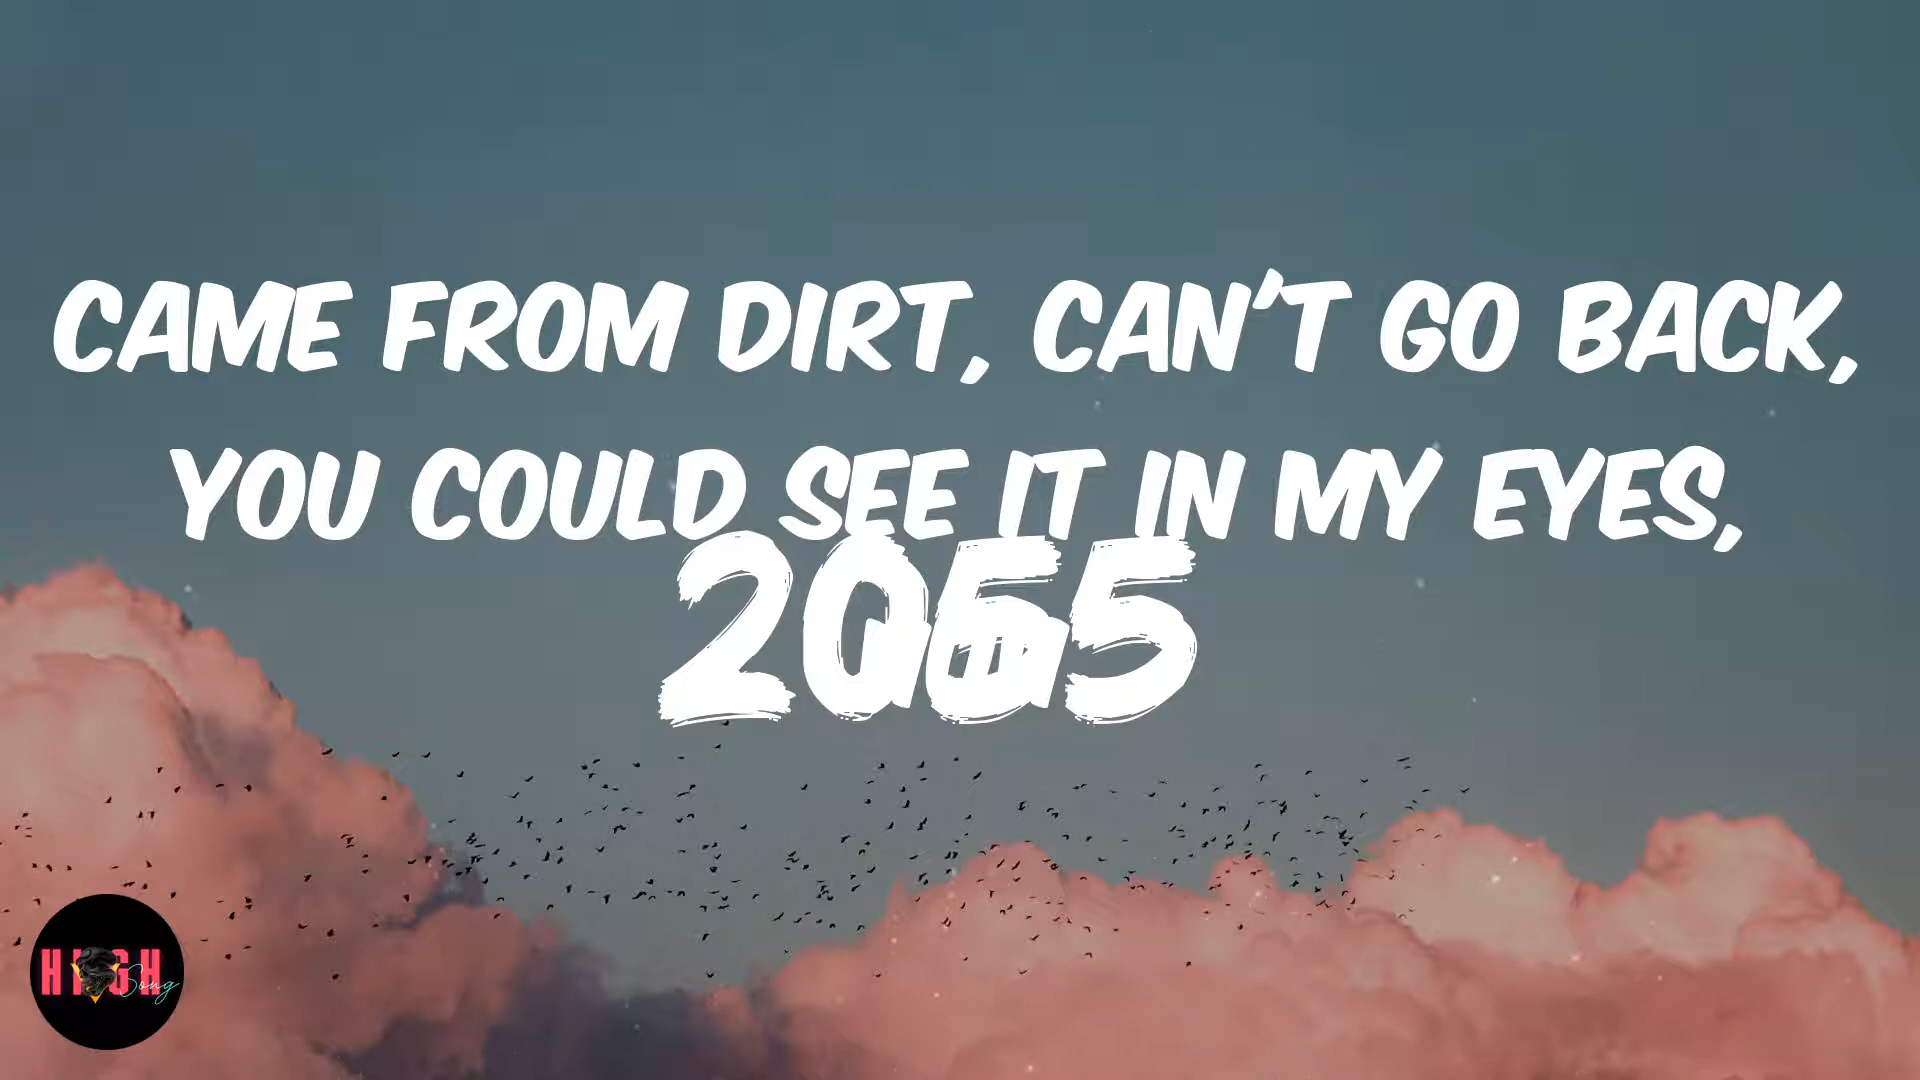 CAME FROM DIRT, CAN'T GO BACK,
YOU COULD SEE IT IN MY EYES,
2055
HIGH
Song